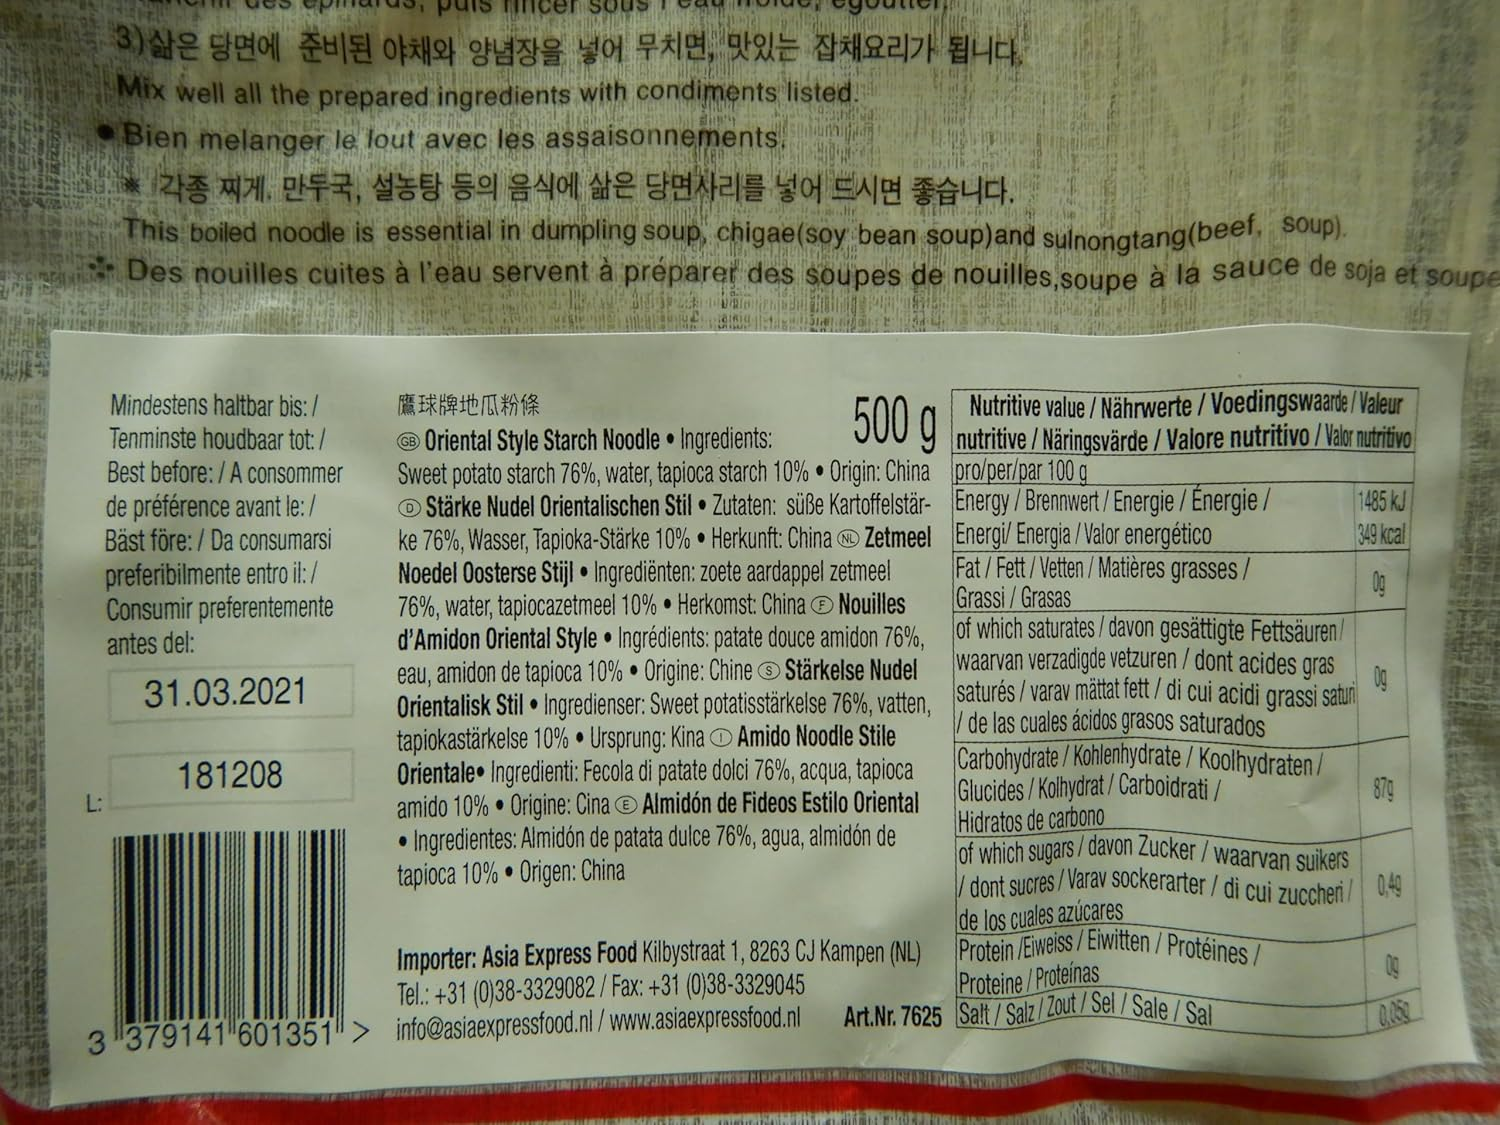 des épinards, puis rincer sous l'eau froide, égoutter.
3)삶은 당면에 준비된 야채와 양념장을 넣어 무치면, 맛있는 잡채요리가 됩니다.
Mix well all the prepared ingredients with condiments listed.
● Bien melanger le lout avec les assaisonnements.
* 각종 찌게. 만두국, 설농탕 등의 음식에 삶은 당면사리를 넣어 드시면 좋습니다.
This boiled noodle is essential in dumpling soup, chigae(soy bean soup)and sulnongtang(beef, soup).
Des nouilles cuites à l'eau servent à préparer des soupes de nouilles,soupe à la sauce de soja et soupe
Mindestens haltbar bis: /
Tenminste houdbaar tot: /
Best before: / A consommer
de préférence avant le: /
Bäst före: / Da consumarsi
preferibilmente entro il: /
Consumir preferentemente
antes del:
31.03.2021
181208
L:
3 379141 601351 >
鷹球牌地瓜粉條
500 g
GB Oriental Style Starch Noodle • Ingredients:
Sweet potato starch 76%, water, tapioca starch 10% • Origin: China
D Stärke Nudel Orientalischen Stil • Zutaten: süße Kartoffelstär-
ke 76%, Wasser, Tapioka-Stärke 10% • Herkunft: China NL Zetmeel
Noedel Oosterse Stijl • Ingrediënten: zoete aardappel zetmeel
76%, water, tapiocazetmeel 10% • Herkomst: China F Nouilles
d'Amidon Oriental Style • Ingrédients: patate douce amidon 76%,
eau, amidon de tapioca 10% • Origine: Chine S Stärkelse Nudel
Orientalisk Stil • Ingredienser: Sweet potatisstärkelse 76%, vatten,
tapiokastärkelse 10% • Ursprung: Kina I Amido Noodle Stile
Orientale• Ingredienti: Fecola di patate dolci 76%, acqua, tapioca
amido 10% • Origine: Cina E Almidón de Fideos Estilo Oriental
• Ingredientes: Almidón de patata dulce 76%, agua, almidón de
tapioca 10% • Origen: China
Importer: Asia Express Food Kilbystraat 1, 8263 CJ Kampen (NL)
Tel.: +31 (0)38-3329082 / Fax: +31 (0)38-3329045
info@asiaexpressfood.nl / www.asiaexpressfood.nl
Art.Nr. 7625
Nutritive value / Nährwerte / Voedingswaarde / Valeur
nutritive / Näringsvärde / Valore nutritivo / Valor nutritivo
pro/per/par 100 g
Energy / Brennwert / Energie / Énergie / 1485 kJ
Energi/ Energia / Valor energético 349 kcal
Fat / Fett / Vetten / Matières grasses /
Grassi / Grasas 0g
of which saturates / davon gesättigte Fettsäuren/
waarvan verzadigde vetzuren / dont acides gras
saturés / varav mättat fett / di cui acidi grassi saturi 0g
/ de las cuales ácidos grasos saturados
Carbohydrate / Kohlenhydrate / Koolhydraten /
Glucides / Kolhydrat / Carboidrati / 87g
Hidratos de carbono
of which sugars / davon Zucker / waarvan suikers
/ dont sucres / Varav sockerarter / di cui zuccheri / 0,4g
de los cuales azúcares
Protein /Eiweiss / Eiwitten / Protéines /
Proteine / Proteínas 0g
Salt / Salz / Zout / Sel / Sale / Sal 0,05g